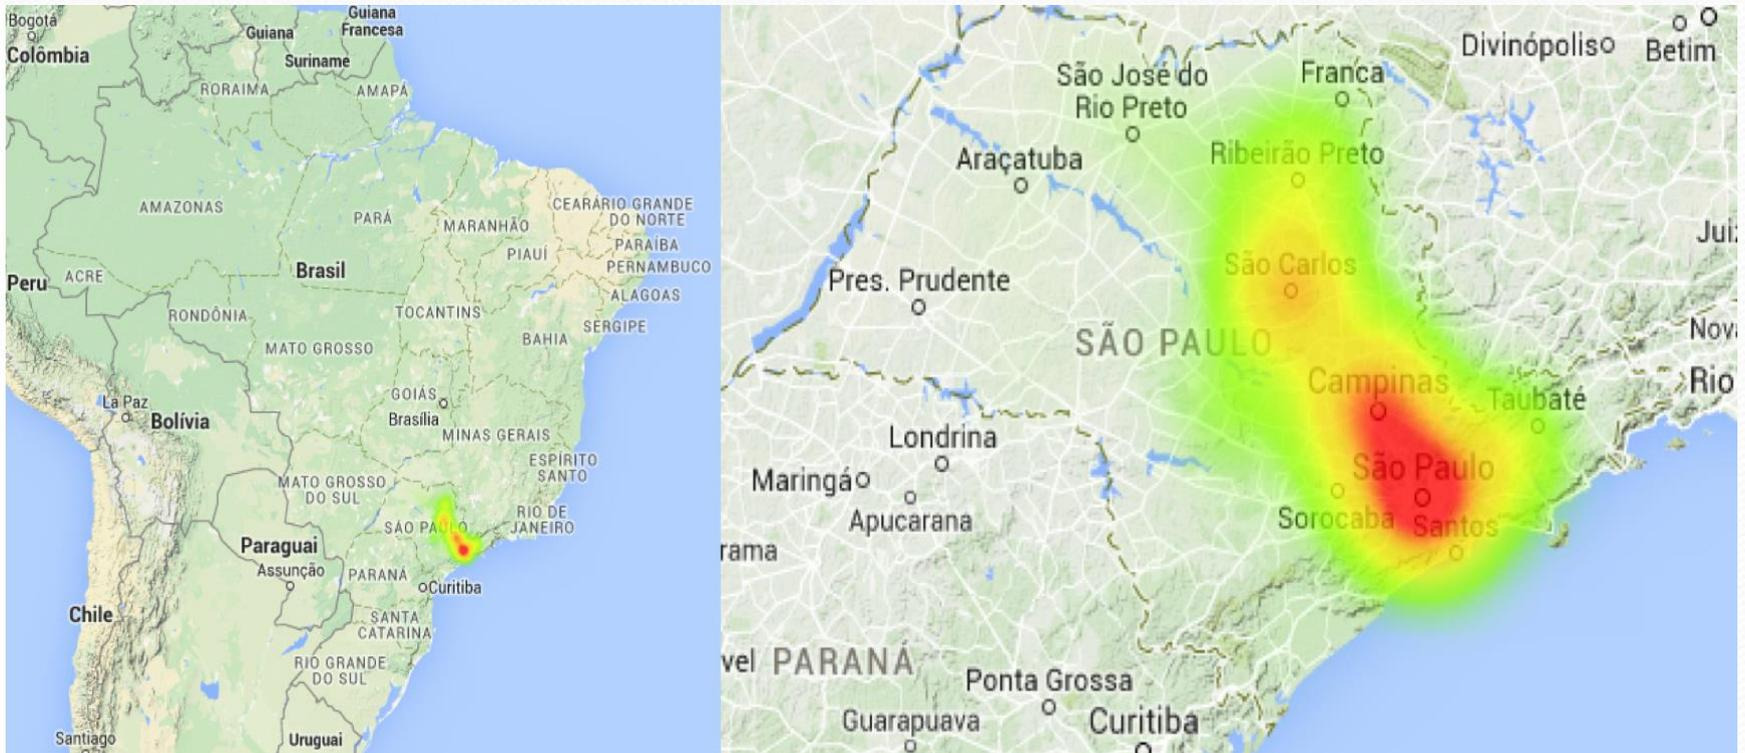 Bogotá
Colômbia
Guiana
Guiana
Francesa
Suriname
RORAIMA
AMAPÁ
AMAZONAS
PARÁ
MARANHÃO
CEARÁRIO GRANDE
DO NORTE
PARAÍBA
PIAUÍ
PERNAMBUCO
Brasil
ACRE
Peru
ALAGOAS
TOCANTINS
RONDÔNIA
SERGIPE
BAHIA
MATO GROSSO
GOIÁS
La Paz
Brasília
Bolívia
MINAS GERAIS
ESPÍRITO
SANTO
MATO GROSSO
DO SUL
RIO DE
JANEIRO
SÃO PAULO
Paraguai
Assunção
PARANÁ
Curitiba
Chile
SANTA
CATARINA
RIO GRANDE
DO SUL
Santiago
Uruguai
Divinópolis
Betim
São José do
Rio Preto
Franca
Araçatuba
Ribeirão Preto
Jui
São Carlos
Pres. Prudente
Nov
SÃO PAULO
Campinas
Rio
Taubaté
Londrina
São Paulo
Maringá
Apucarana
Sorocaba
Santos
rama
vel
PARANÁ
Ponta Grossa
Guarapuava
Curitiba